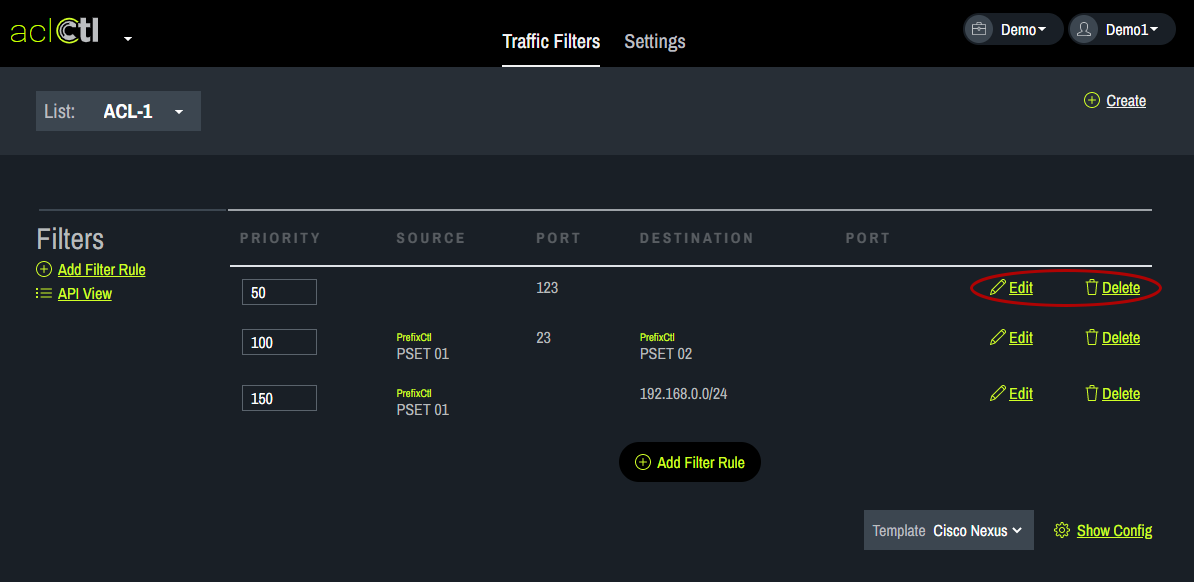 aclCtl
Traffic Filters Settings
Demo Demo1
List: ACL-1
Create
Filters
Add Filter Rule
API View
PRIORITY SOURCE PORT DESTINATION PORT
50 123 Edit Delete
100 PrefixCtl PSET 01 23 PrefixCtl PSET 02 Edit Delete
150 PrefixCtl PSET 01 192.168.0.0/24 Edit Delete
Add Filter Rule
Template Cisco Nexus Show Config